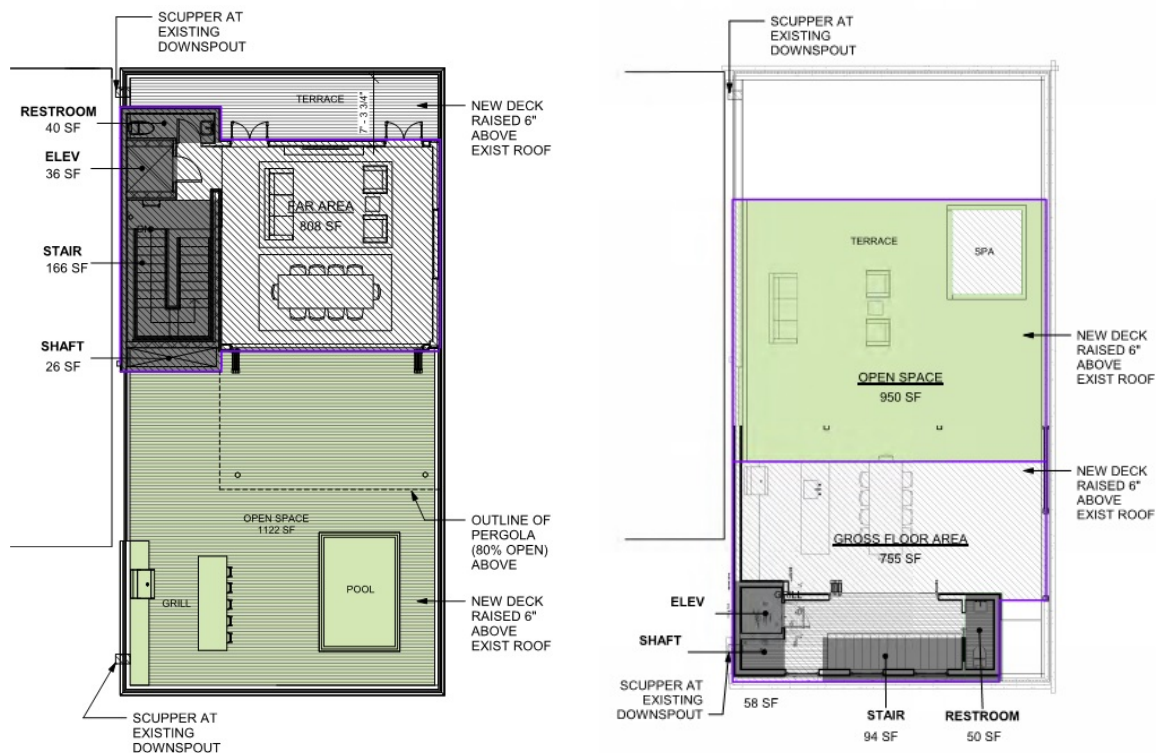 SCUPPER AT
EXISTING
DOWNSPOUT
TERRACE
7' - 3 3/4"
RESTROOM
40 SF
NEW DECK
RAISED 6"
ABOVE
EXIST ROOF
ELEV
36 SF
FAR AREA
808 SF
STAIR
166 SF
SHAFT
26 SF
OPEN SPACE
1122 SF
OUTLINE OF
PERGOLA
(80% OPEN)
ABOVE
POOL
GRILL
NEW DECK
RAISED 6"
ABOVE
EXIST ROOF
SCUPPER AT
EXISTING
DOWNSPOUT
SCUPPER AT
EXISTING
DOWNSPOUT
TERRACE
SPA
NEW DECK
RAISED 6"
ABOVE
EXIST ROOF
OPEN SPACE
950 SF
NEW DECK
RAISED 6"
ABOVE
EXIST ROOF
GROSS FLOOR AREA
755 SF
GRILL
ELEV
SHAFT
SCUPPER AT
EXISTING
DOWNSPOUT
58 SF
STAIR
94 SF
RESTROOM
50 SF